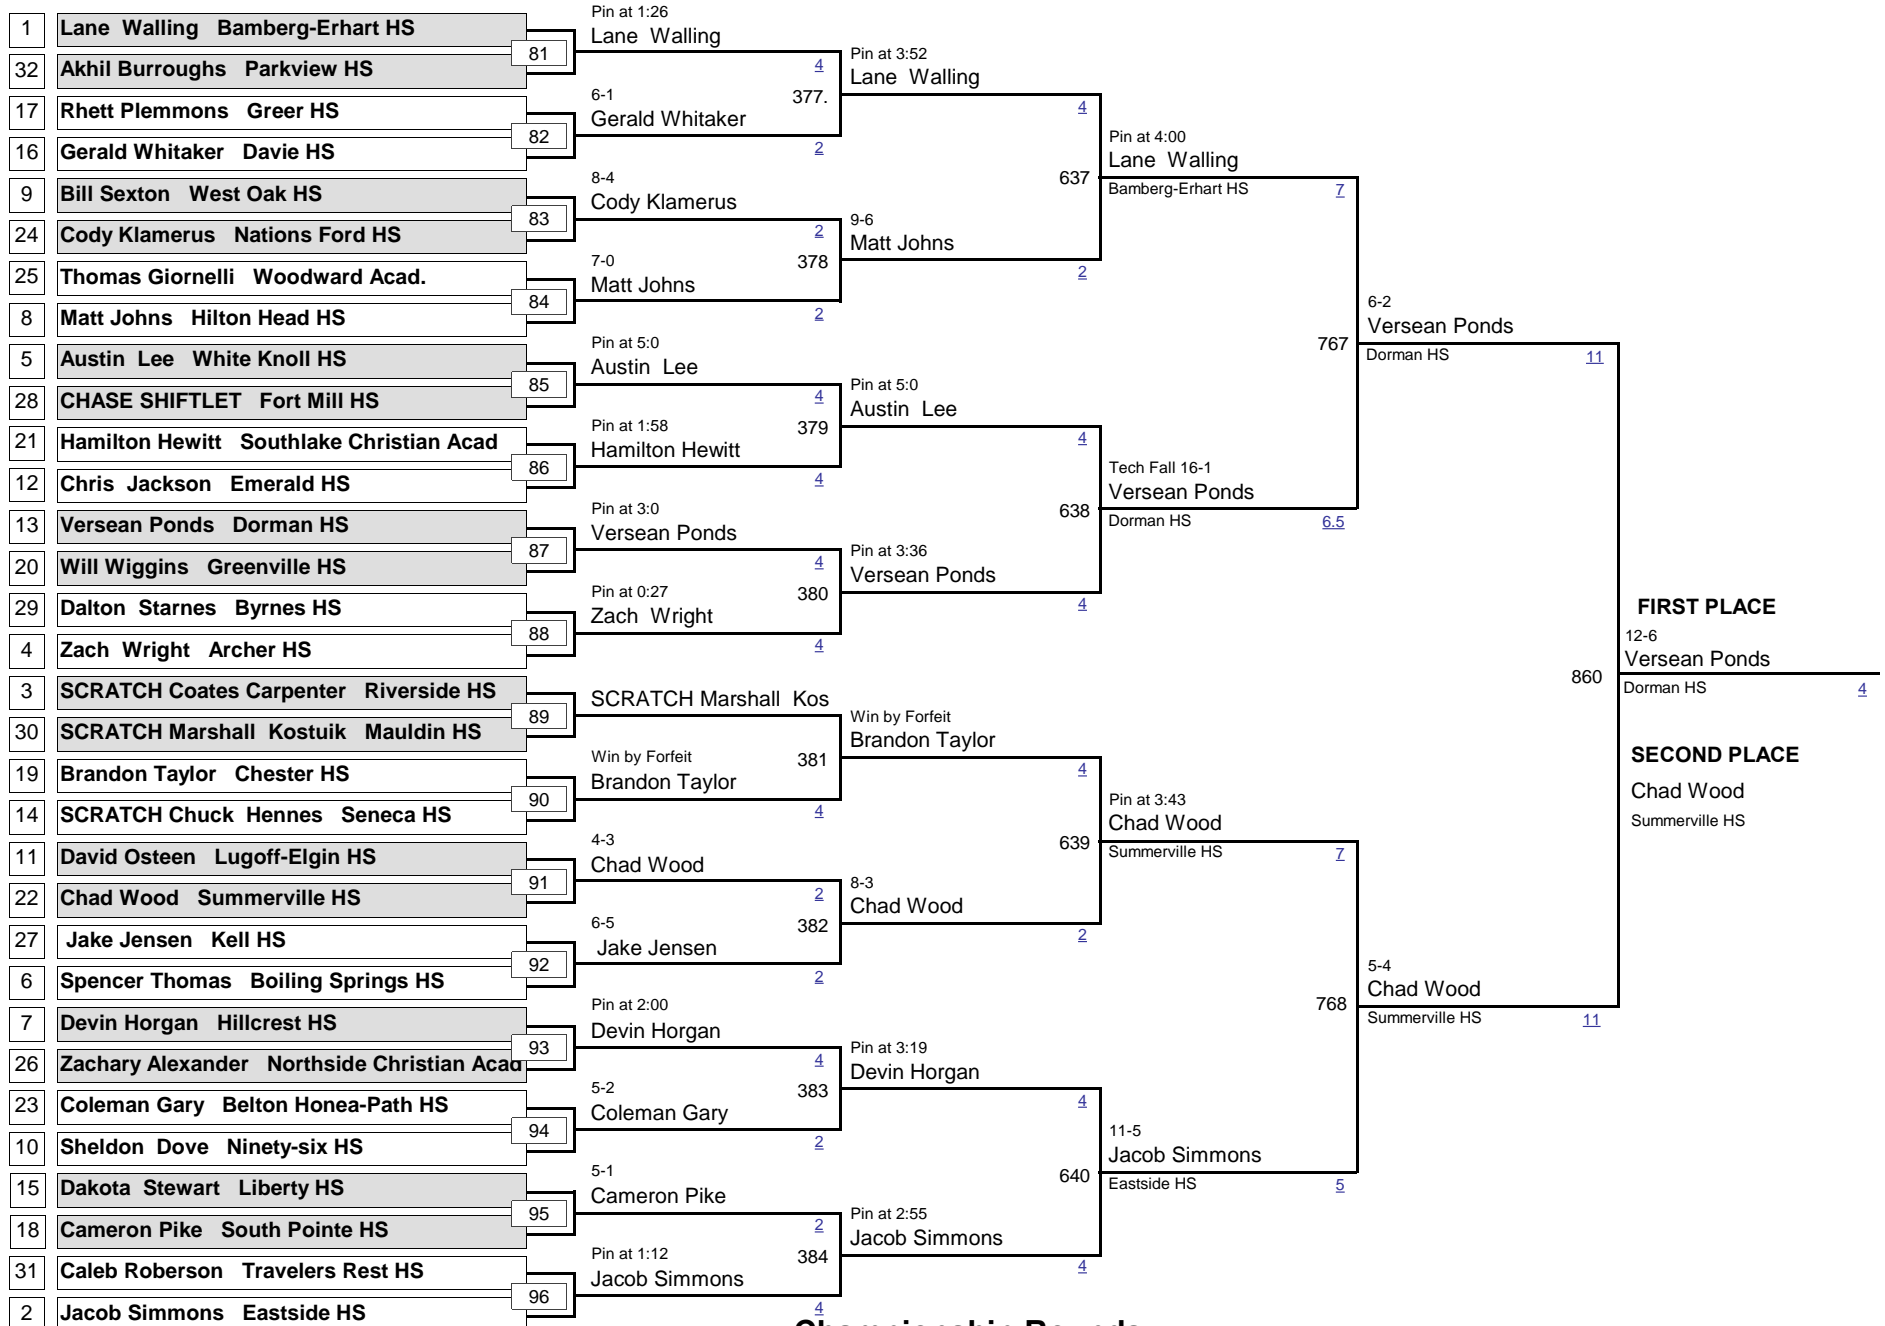 1 Lane Walling Bamberg-Erhart HS
32 Akhil Burroughs Parkview HS
17 Rhett Plemmons Greer HS
16 Gerald Whitaker Davie HS
9 Bill Sexton West Oak HS
24 Cody Klamerus Nations Ford HS
25 Thomas Giornelli Woodward Acad.
8 Matt Johns Hilton Head HS
5 Austin Lee White Knoll HS
28 CHASE SHIFTLET Fort Mill HS
21 Hamilton Hewitt Southlake Christian Acad
12 Chris Jackson Emerald HS
13 Versean Ponds Dorman HS
20 Will Wiggins Greenville HS
29 Dalton Starnes Byrnes HS
4 Zach Wright Archer HS
3 SCRATCH Coates Carpenter Riverside HS
30 SCRATCH Marshall Kostuik Mauldin HS
19 Brandon Taylor Chester HS
14 SCRATCH Chuck Hennes Seneca HS
11 David Osteen Lugoff-Elgin HS
22 Chad Wood Summerville HS
27 Jake Jensen Kell HS
6 Spencer Thomas Boiling Springs HS
7 Devin Horgan Hillcrest HS
26 Zachary Alexander Northside Christian Acad
23 Coleman Gary Belton Honea-Path HS
10 Sheldon Dove Ninety-six HS
15 Dakota Stewart Liberty HS
18 Cameron Pike South Pointe HS
31 Caleb Roberson Travelers Rest HS
2 Jacob Simmons Eastside HS
81
82
83
84
85
86
87
88
89
90
91
92
93
94
95
96
Pin at 1:26
Lane Walling
4
377.
6-1
Gerald Whitaker
2
8-4
Cody Klamerus
2
378
7-0
Matt Johns
2
Pin at 5:0
Austin Lee
4
379
Pin at 1:58
Hamilton Hewitt
4
Pin at 3:0
Versean Ponds
4
380
Pin at 0:27
Zach Wright
4
SCRATCH Marshall Kos
381
Win by Forfeit
Brandon Taylor
4
4-3
Chad Wood
2
382
6-5
Jake Jensen
2
Pin at 2:00
Devin Horgan
4
383
5-2
Coleman Gary
2
5-1
Cameron Pike
2
384
Pin at 1:12
Jacob Simmons
4
Pin at 3:52
Lane Walling
4
637
9-6
Matt Johns
2
Pin at 5:0
Austin Lee
4
638
Pin at 3:36
Versean Ponds
4
Win by Forfeit
Brandon Taylor
4
639
8-3
Chad Wood
2
Pin at 3:19
Devin Horgan
4
640
Pin at 2:55
Jacob Simmons
4
Pin at 4:00
Lane Walling
Bamberg-Erhart HS
7
767
Tech Fall 16-1
Versean Ponds
Dorman HS
6.5
Pin at 3:43
Chad Wood
Summerville HS
7
768
11-5
Jacob Simmons
Eastside HS
5
6-2
Versean Ponds
Dorman HS
11
860
5-4
Chad Wood
Summerville HS
11
FIRST PLACE
12-6
Versean Ponds
Dorman HS
4
SECOND PLACE
Chad Wood
Summerville HS
Championship Rounds